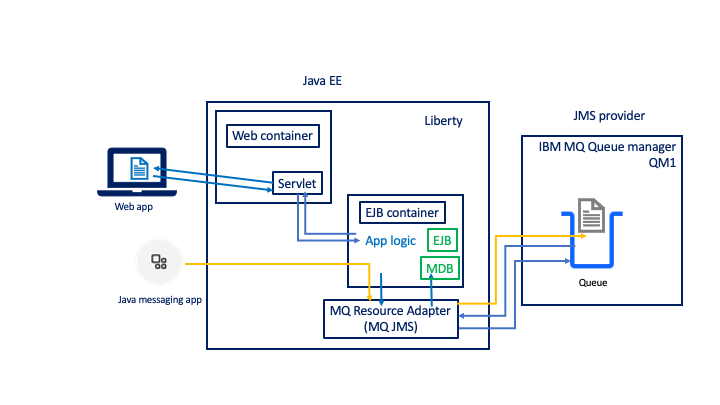 Java EE
Liberty
Web container
Servlet
Web app
EJB container
App logic
EJB
MDB
Java messaging app
MQ Resource Adapter
(MQ JMS)
JMS provider
IBM MQ Queue manager
QM1
Queue